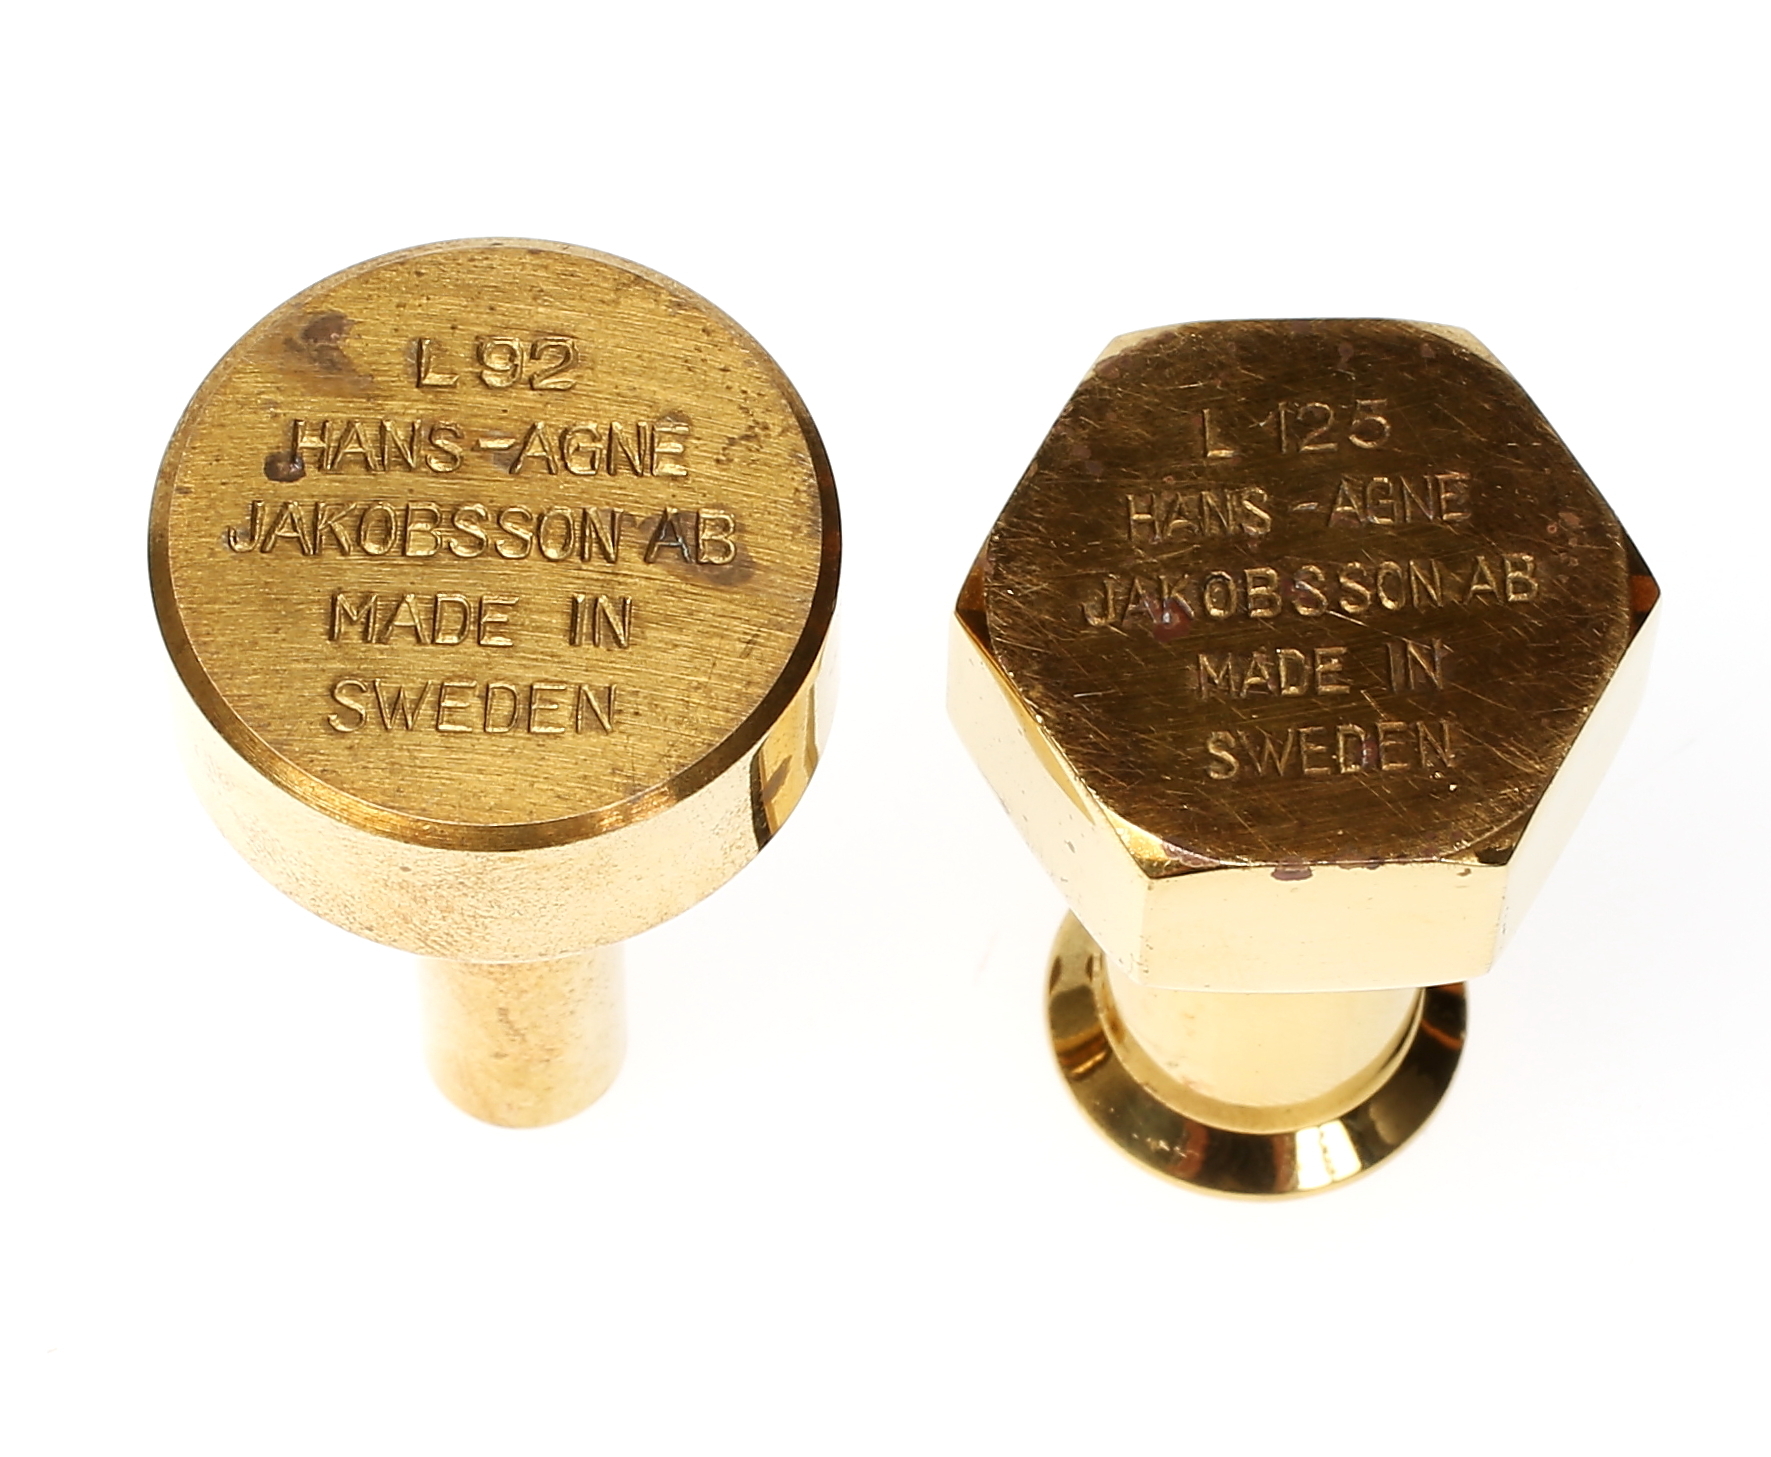 L 92
HANS-AGNE
JAKOBSSON AB
MADE IN
SWEDEN
L 125
HANS-AGNE
JAKOBSSON AB
MADE IN
SWEDEN